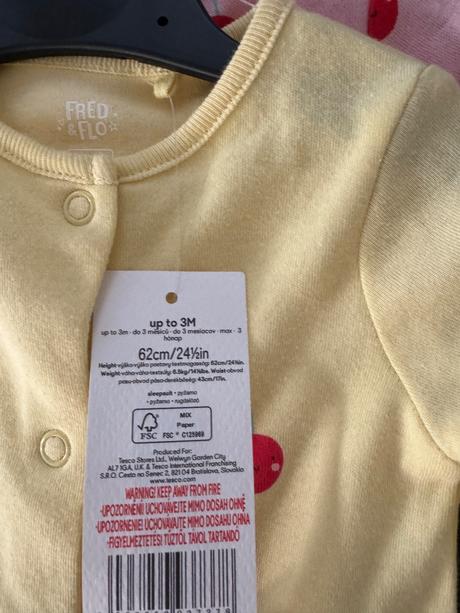 FRED
& FLO
up to 3M
up to 3m · do 3 měsíců · do 3 mesiacov · max · 3
hónap
62cm/24½in
Height·výška·výška postavy·testmagasság: 62cm/24½in.
Weight·váha·váha·testsúly: 6.5kg/14¼lbs. Waist·obvod
pasu·obvod pása·derékbőség: 43cm/17in.
sleepsuit · pyžamo
· pyžamo · rugdalózó
FSC
MIX
Paper
FSC ® C125969
Produced For:
Tesco Stores Ltd., Welwyn Garden City
AL7 1GA, U.K. & Tesco International Franchising
S.R.O. Cesta na Senec 2, 821 04 Bratislava, Slovakia
www.tesco.com
WARNING! KEEP AWAY FROM FIRE
·UPOZORNĚNÍ! UCHOVÁVEJTE MIMO DOSAH OHNĚ
·UPOZORNENIE! UCHOVÁVAJTE MIMO DOSAHU OHŇA
·FIGYELMEZTETÉS! TŰZTŐL TÁVOL TARTANDÓ